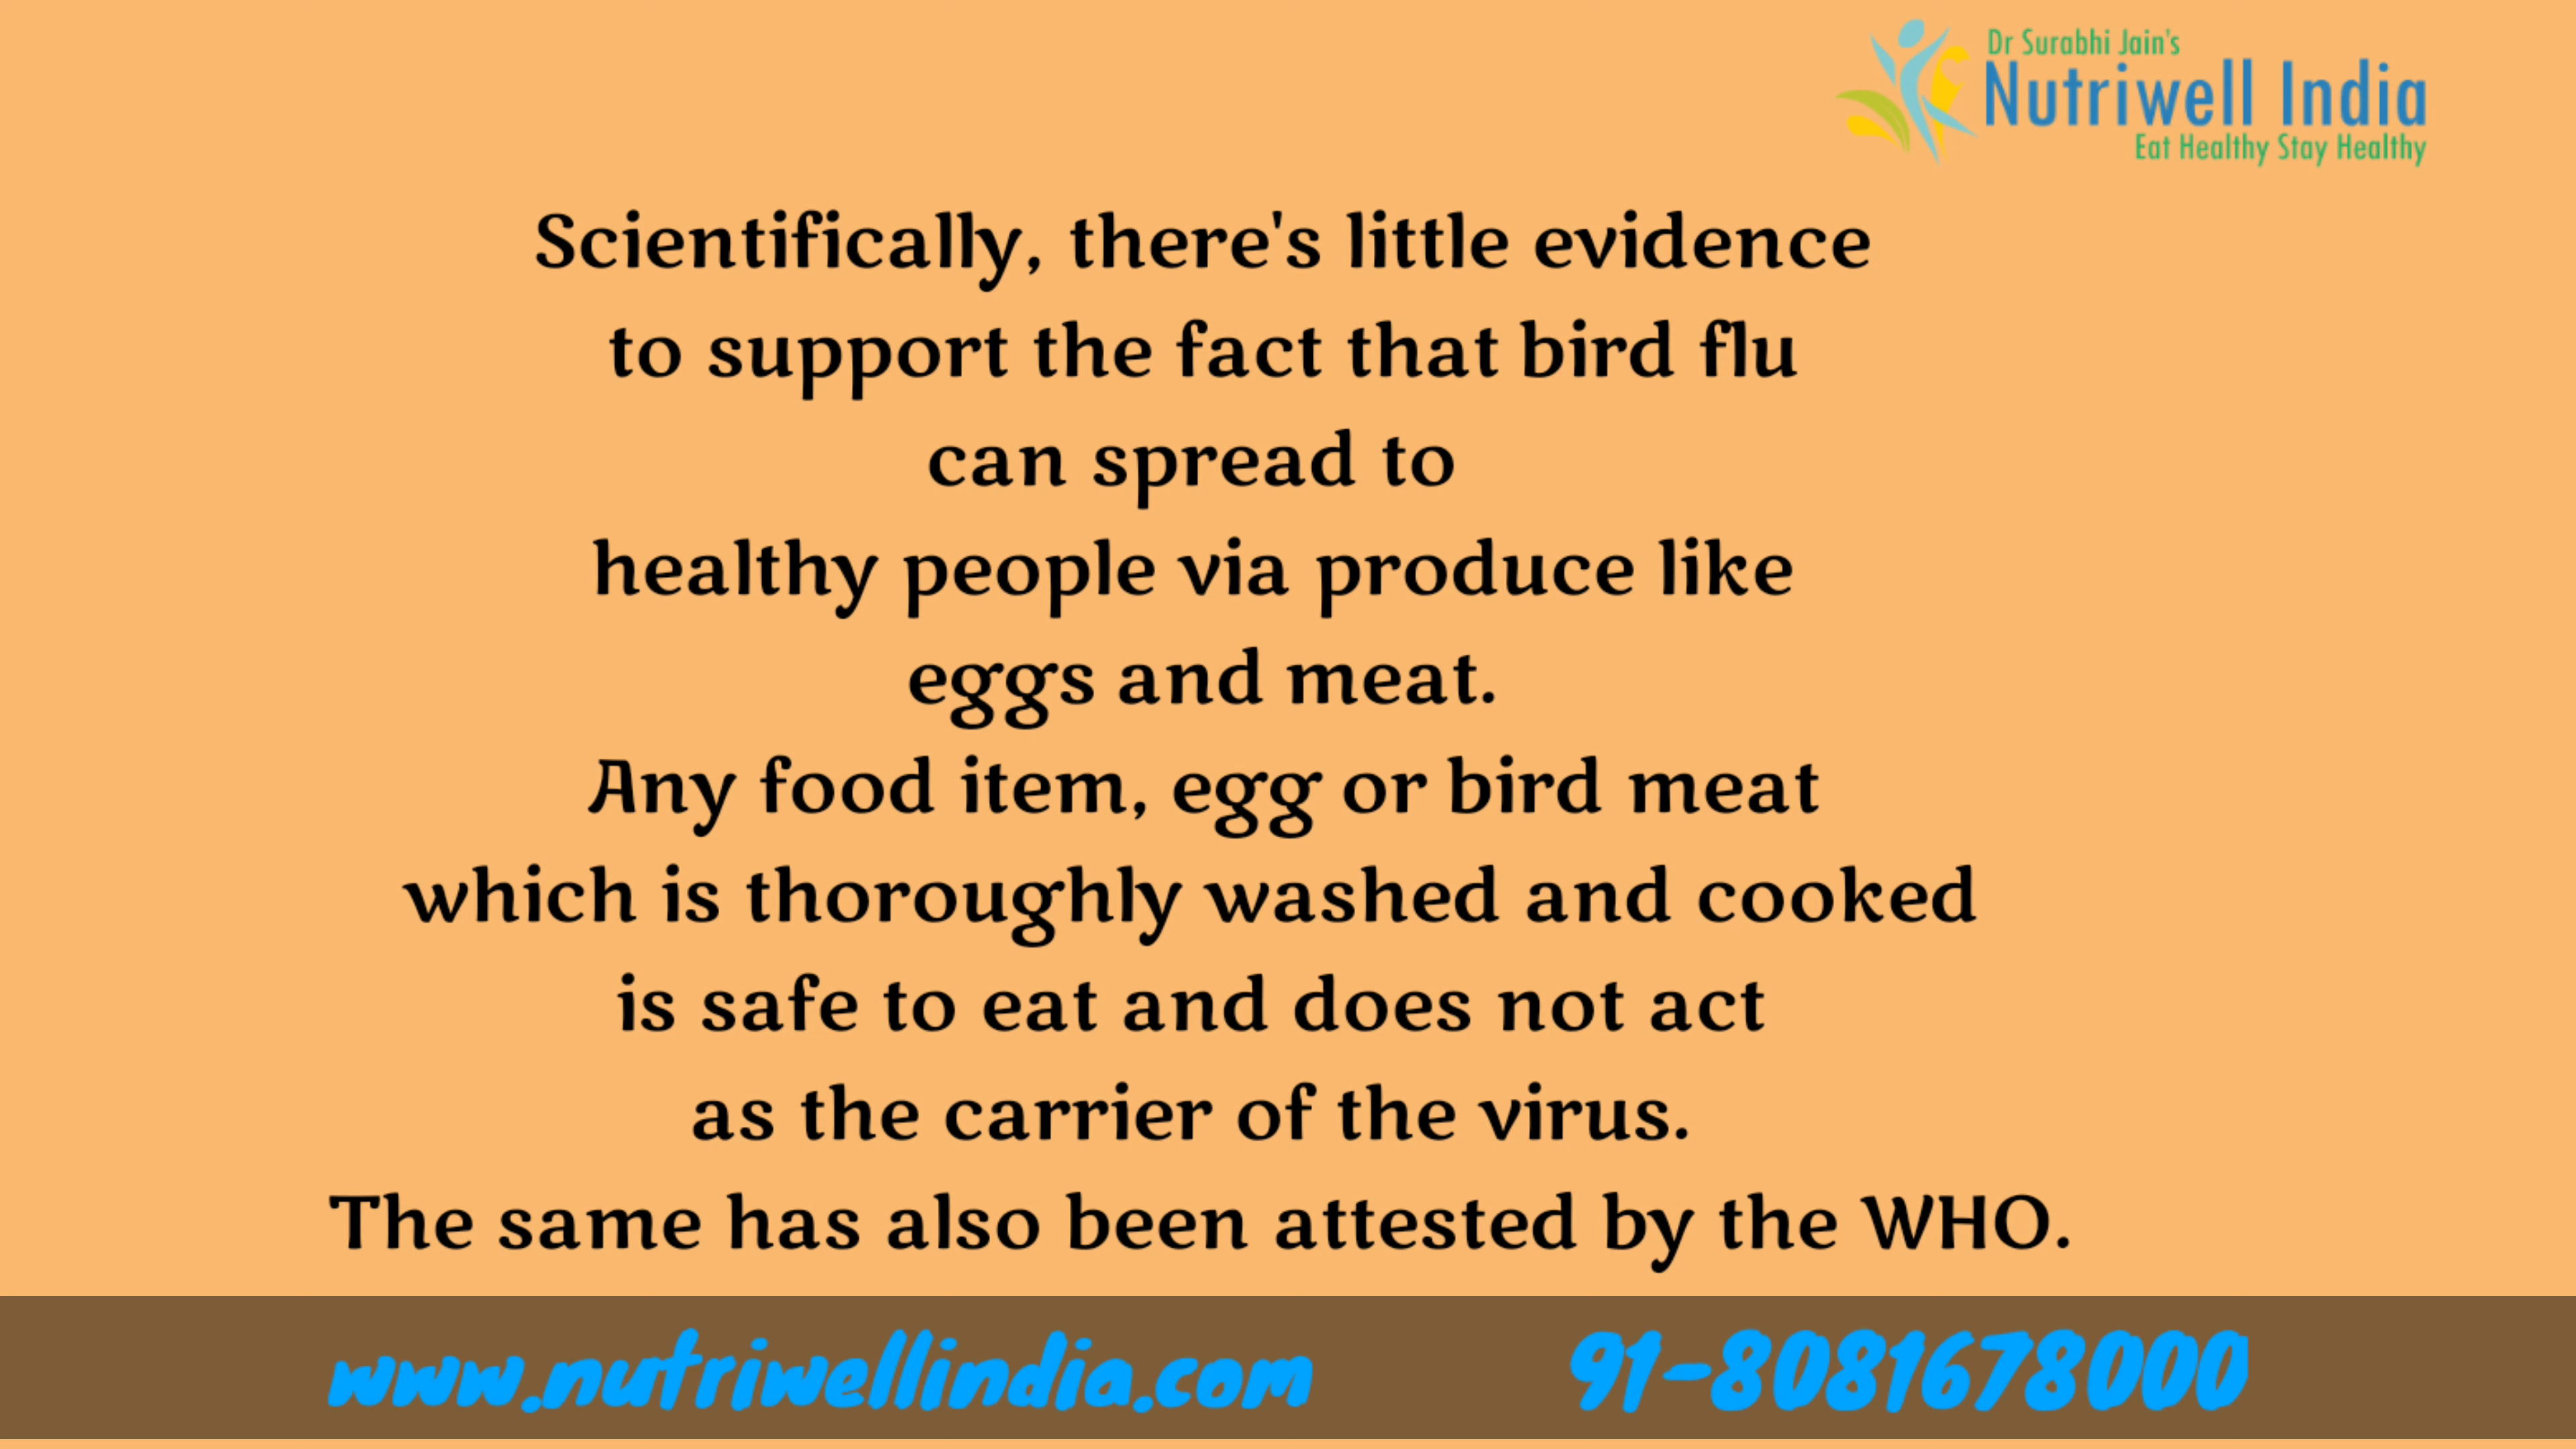 Dr Surabhi Jain's
Nutriwell India
Eat Healthy Stay Healthy
Scientifically, there's little evidence
to support the fact that bird flu
can spread to
healthy people via produce like
eggs and meat.
Any food item, egg or bird meat
which is thoroughly washed and cooked
is safe to eat and does not act
as the carrier of the virus.
The same has also been attested by the WHO.
www.nutriwellindia.com 91-8081678000